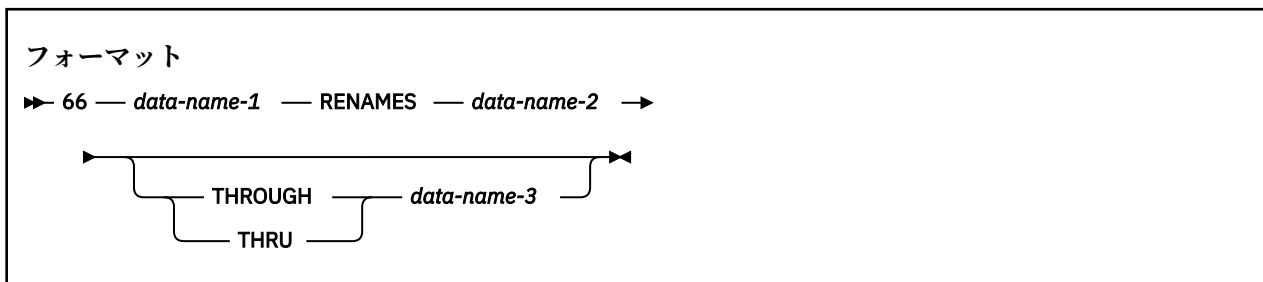 フォーマット
66 data-name-1 RENAMES data-name-2
THROUGH data-name-3
THRU